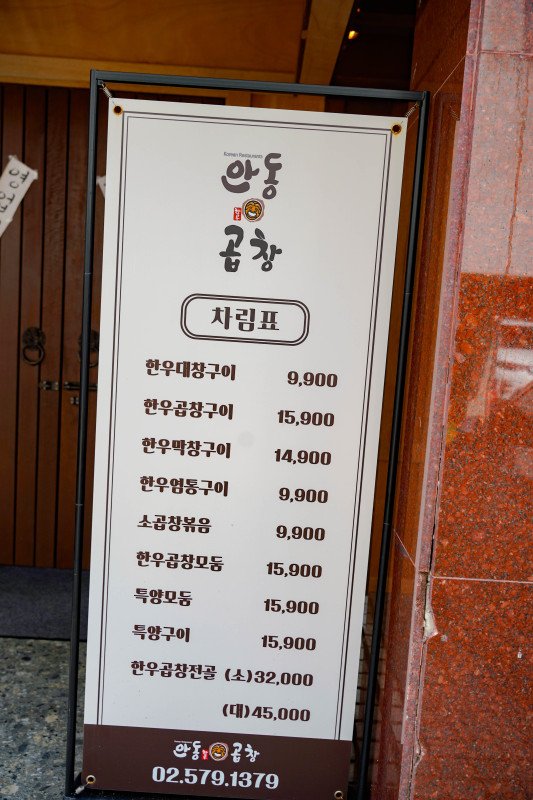 Korean Restaurants
안동
곱창
차림표
한우대창구이 9,900
한우곱창구이 15,900
한우막창구이 14,900
한우염통구이 9,900
소곱창볶음 9,900
한우곱창모둠 15,900
특양모둠 15,900
특양구이 15,900
한우곱창전골 (소)32,000
(대)45,000
안동 곱창
02.579.1379